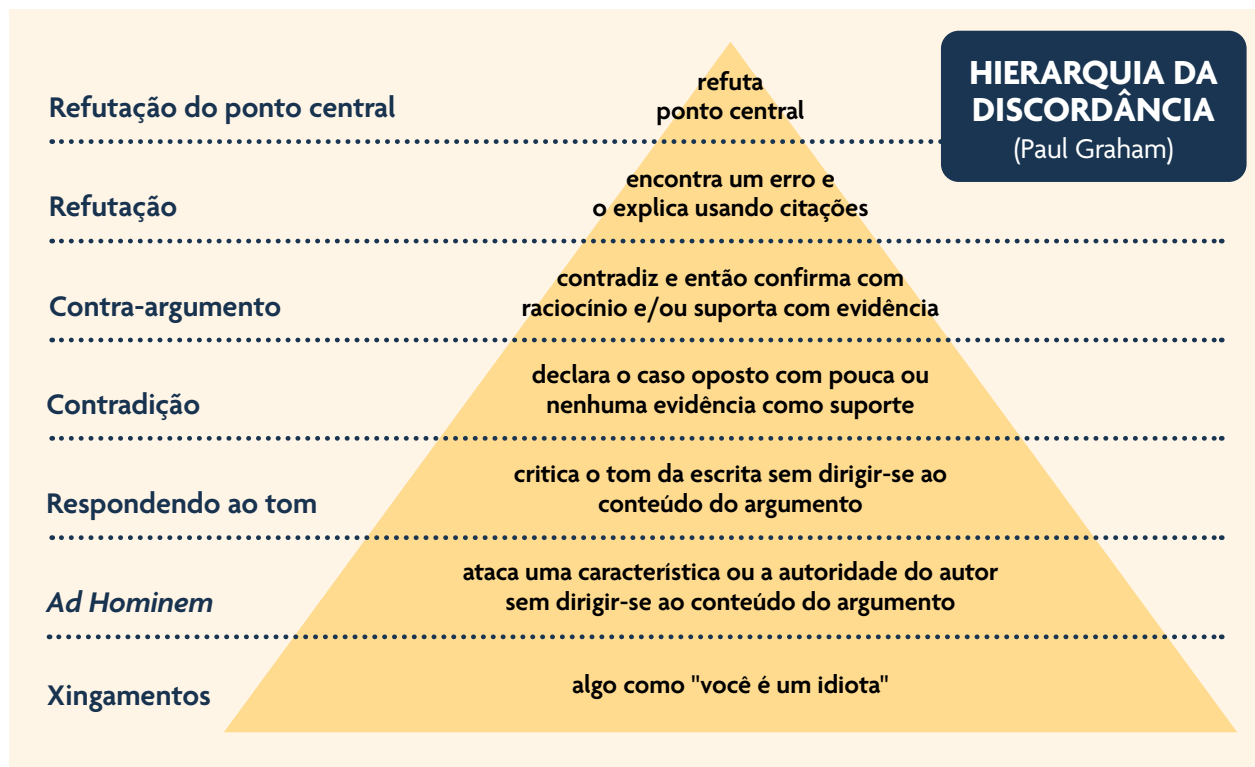 HIERARQUIA DA
DISCORDÂNCIA
(Paul Graham)
Refutação do ponto central
refuta
ponto central
Refutação
encontra um erro e
o explica usando citações
Contra-argumento
contradiz e então confirma com
raciocínio e/ou suporta com evidência
Contradição
declara o caso oposto com pouca ou
nenhuma evidência como suporte
Respondendo ao tom
critica o tom da escrita sem dirigir-se ao
conteúdo do argumento
Ad Hominem
ataca uma característica ou a autoridade do autor
sem dirigir-se ao conteúdo do argumento
Xingamentos
algo como "você é um idiota"